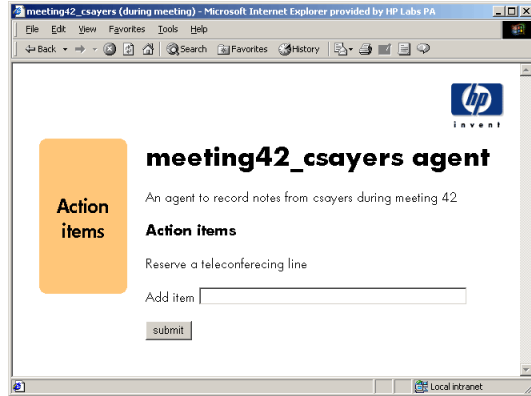 meeting42_csayers (during meeting) - Microsoft Internet Explorer provided by HP Labs PA
File Edit View Favorites Tools Help
Back Search Favorites History
hp
invent
meeting42_csayers agent
An agent to record notes from csayers during meeting 42
Action
items
Action items
Reserve a teleconferecing line
Add item
submit
Local intranet